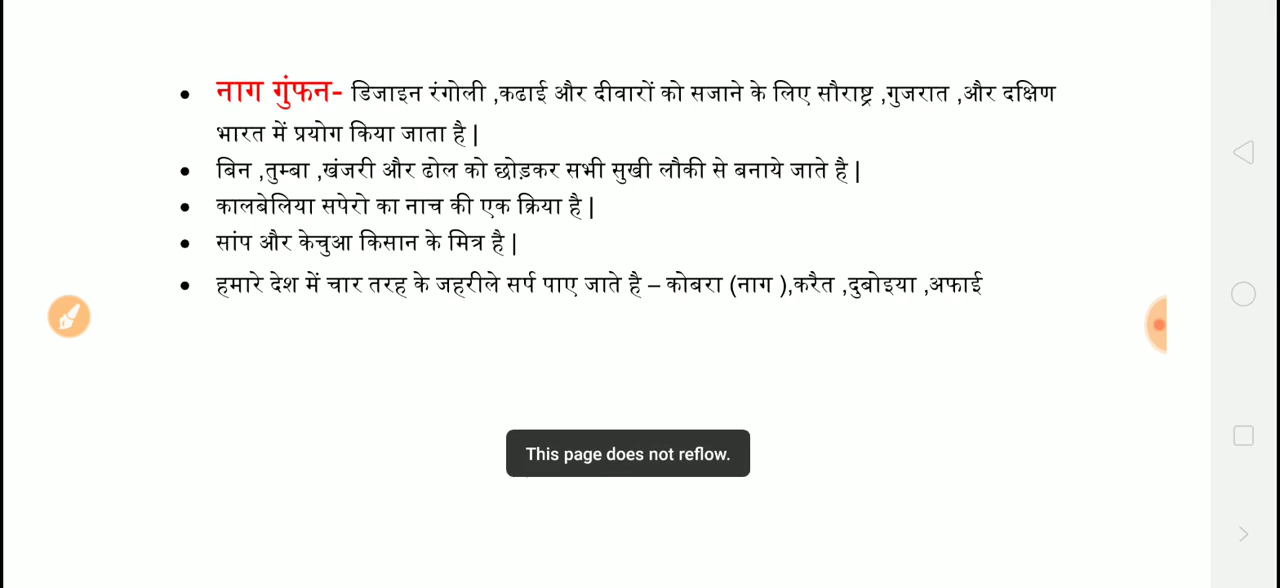 • नाग गुंफन- डिजाइन रंगोली ,कढाई और दीवारों को सजाने के लिए सौराष्ट्र ,गुजरात ,और दक्षिण
भारत में प्रयोग किया जाता है |
• बिन ,तुम्बा ,खंजरी और ढोल को छोड़कर सभी सुखी लौकी से बनाये जाते है |
• कालबेलिया सपेरो का नाच की एक क्रिया है |
• सांप और केचुआ किसान के मित्र है |
• हमारे देश में चार तरह के जहरीले सर्प पाए जाते है – कोबरा (नाग ),करैत ,दुबोइया ,अफाई
This page does not reflow.